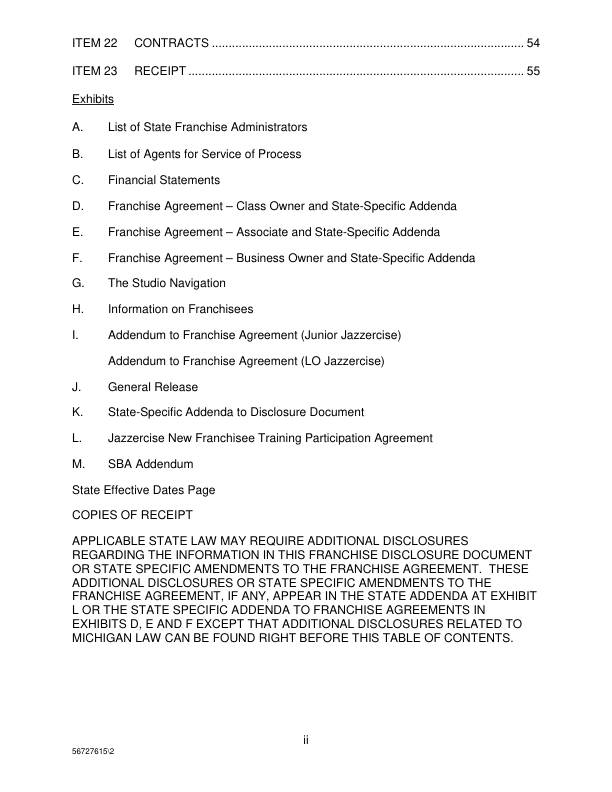 ITEM 22 CONTRACTS .............................................................................................. 54
ITEM 23 RECEIPT ..................................................................................................... 55
Exhibits
A. List of State Franchise Administrators
B. List of Agents for Service of Process
C. Financial Statements
D. Franchise Agreement – Class Owner and State-Specific Addenda
E. Franchise Agreement – Associate and State-Specific Addenda
F. Franchise Agreement – Business Owner and State-Specific Addenda
G. The Studio Navigation
H. Information on Franchisees
I. Addendum to Franchise Agreement (Junior Jazzercise)
Addendum to Franchise Agreement (LO Jazzercise)
J. General Release
K. State-Specific Addenda to Disclosure Document
L. Jazzercise New Franchisee Training Participation Agreement
M. SBA Addendum
State Effective Dates Page
COPIES OF RECEIPT
APPLICABLE STATE LAW MAY REQUIRE ADDITIONAL DISCLOSURES
REGARDING THE INFORMATION IN THIS FRANCHISE DISCLOSURE DOCUMENT
OR STATE SPECIFIC AMENDMENTS TO THE FRANCHISE AGREEMENT. THESE
ADDITIONAL DISCLOSURES OR STATE SPECIFIC AMENDMENTS TO THE
FRANCHISE AGREEMENT, IF ANY, APPEAR IN THE STATE ADDENDA AT EXHIBIT
L OR THE STATE SPECIFIC ADDENDA TO FRANCHISE AGREEMENTS IN
EXHIBITS D, E AND F EXCEPT THAT ADDITIONAL DISCLOSURES RELATED TO
MICHIGAN LAW CAN BE FOUND RIGHT BEFORE THIS TABLE OF CONTENTS.
ii
56727615\2